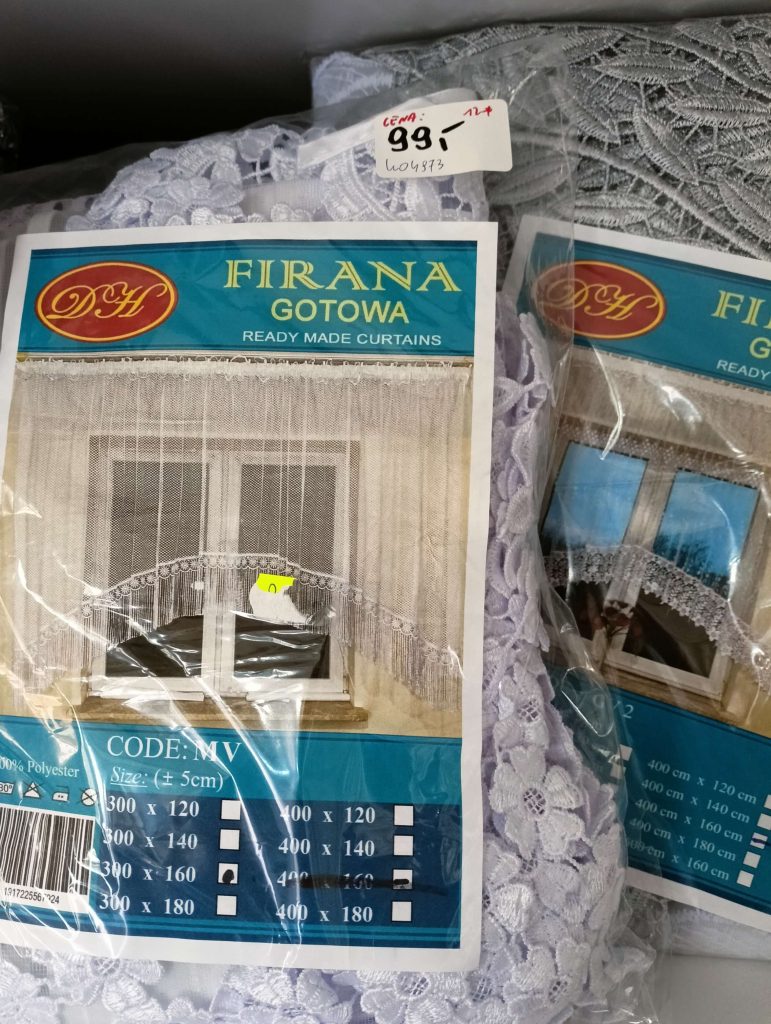 CENA: 12*
99,-
DH
FIRANA
GOTOWA
READY MADE CURTAINS
CODE: MV
Size: (± 5cm)
Polyester
300 x 120
400 x 120
300 x 140
400 x 140
300 x 160
300 x 180
400 x 180
DH
READY
400 cm x 120 cm
400 cm x 140 cm
400 cm x 160 cm
400 cm x 180 cm